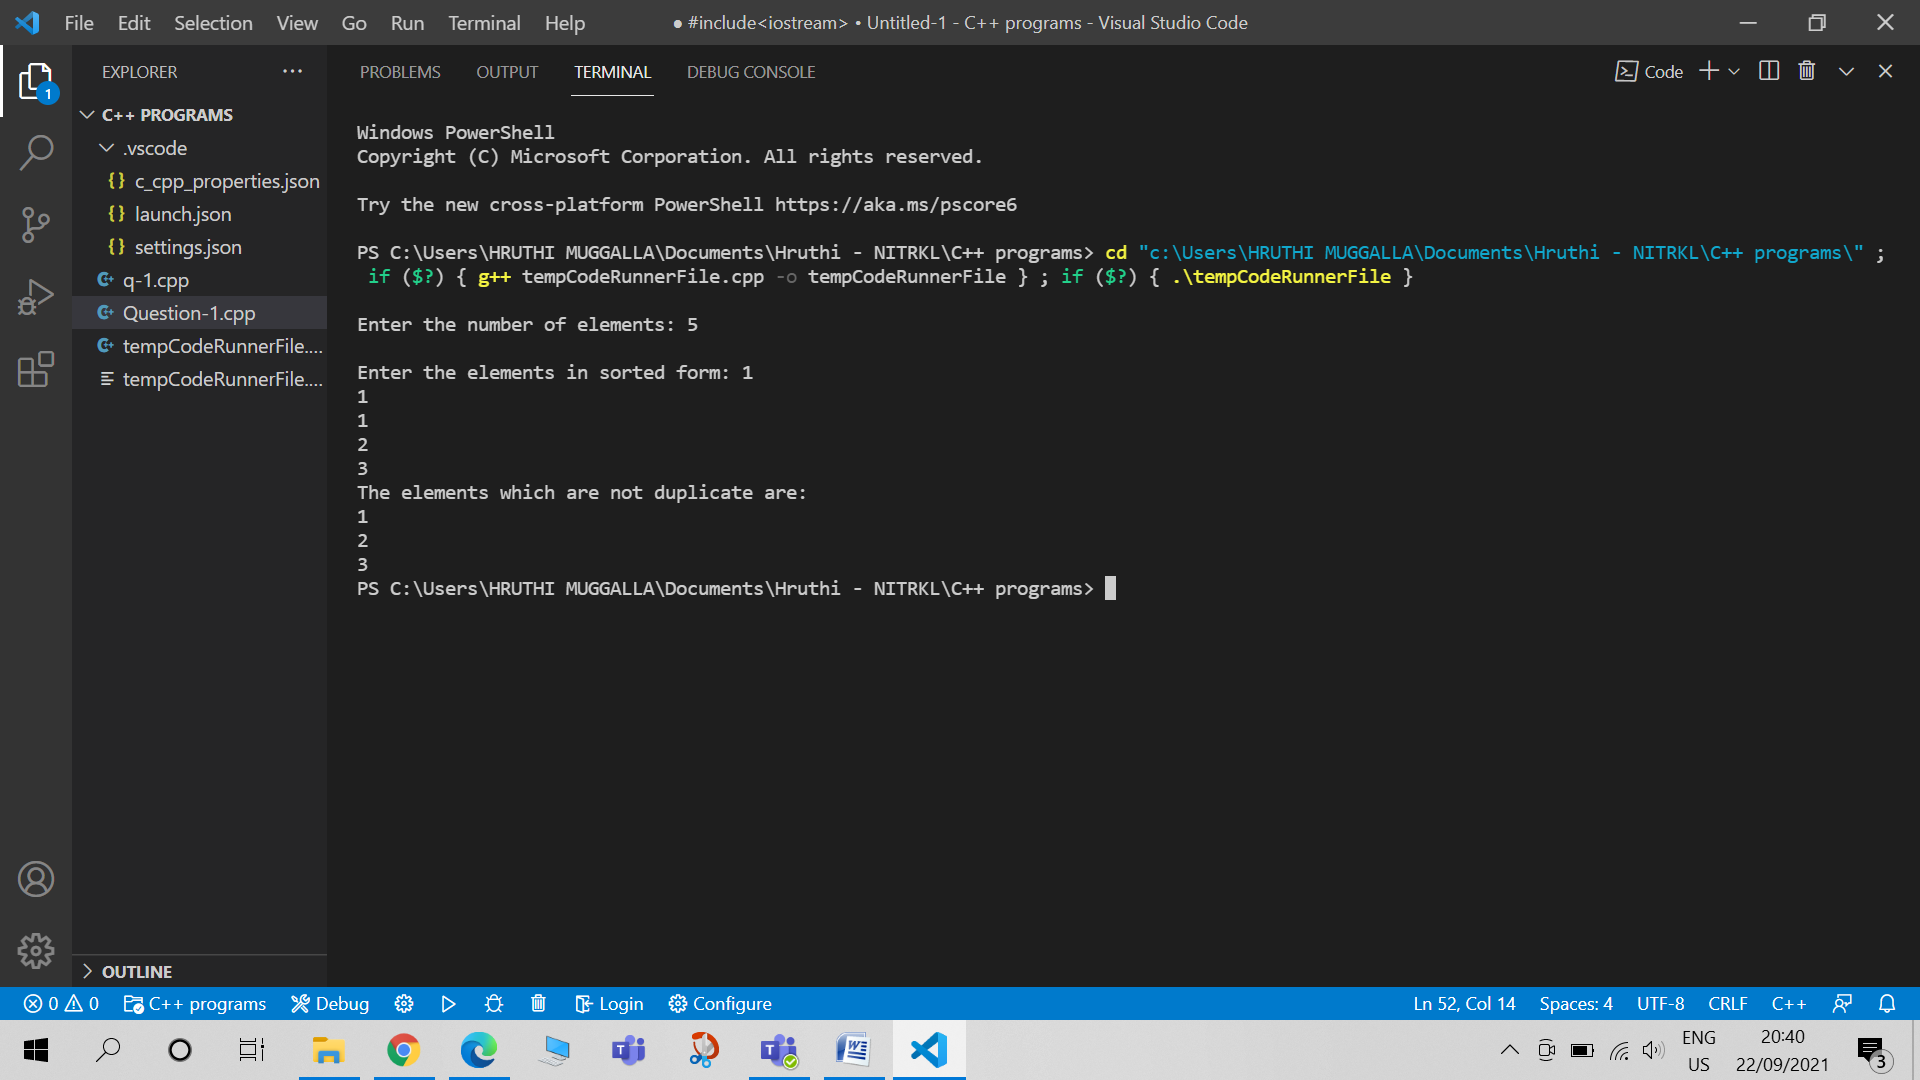 File Edit Selection View Go Run Terminal Help
● #include<iostream> • Untitled-1 - C++ programs - Visual Studio Code
EXPLORER ···
PROBLEMS OUTPUT TERMINAL DEBUG CONSOLE
Code
1
C++ PROGRAMS
.vscode
{} c_cpp_properties.json
{} launch.json
{} settings.json
q-1.cpp
Question-1.cpp
tempCodeRunnerFile....
tempCodeRunnerFile....
OUTLINE
Windows PowerShell
Copyright (C) Microsoft Corporation. All rights reserved.
Try the new cross-platform PowerShell https://aka.ms/pscore6
PS C:\Users\HRUTHI MUGGALLA\Documents\Hruthi - NITRKL\C++ programs> cd "c:\Users\HRUTHI MUGGALLA\Documents\Hruthi - NITRKL\C++ programs\" ;
if ($?) { g++ tempCodeRunnerFile.cpp -o tempCodeRunnerFile } ; if ($?) { .\tempCodeRunnerFile }
Enter the number of elements: 5
Enter the elements in sorted form: 1
1
1
2
3
The elements which are not duplicate are:
1
2
3
PS C:\Users\HRUTHI MUGGALLA\Documents\Hruthi - NITRKL\C++ programs>
0 0 C++ programs Debug Login Configure Ln 52, Col 14 Spaces: 4 UTF-8 CRLF C++
ENG 20:40
US 22/09/2021 3